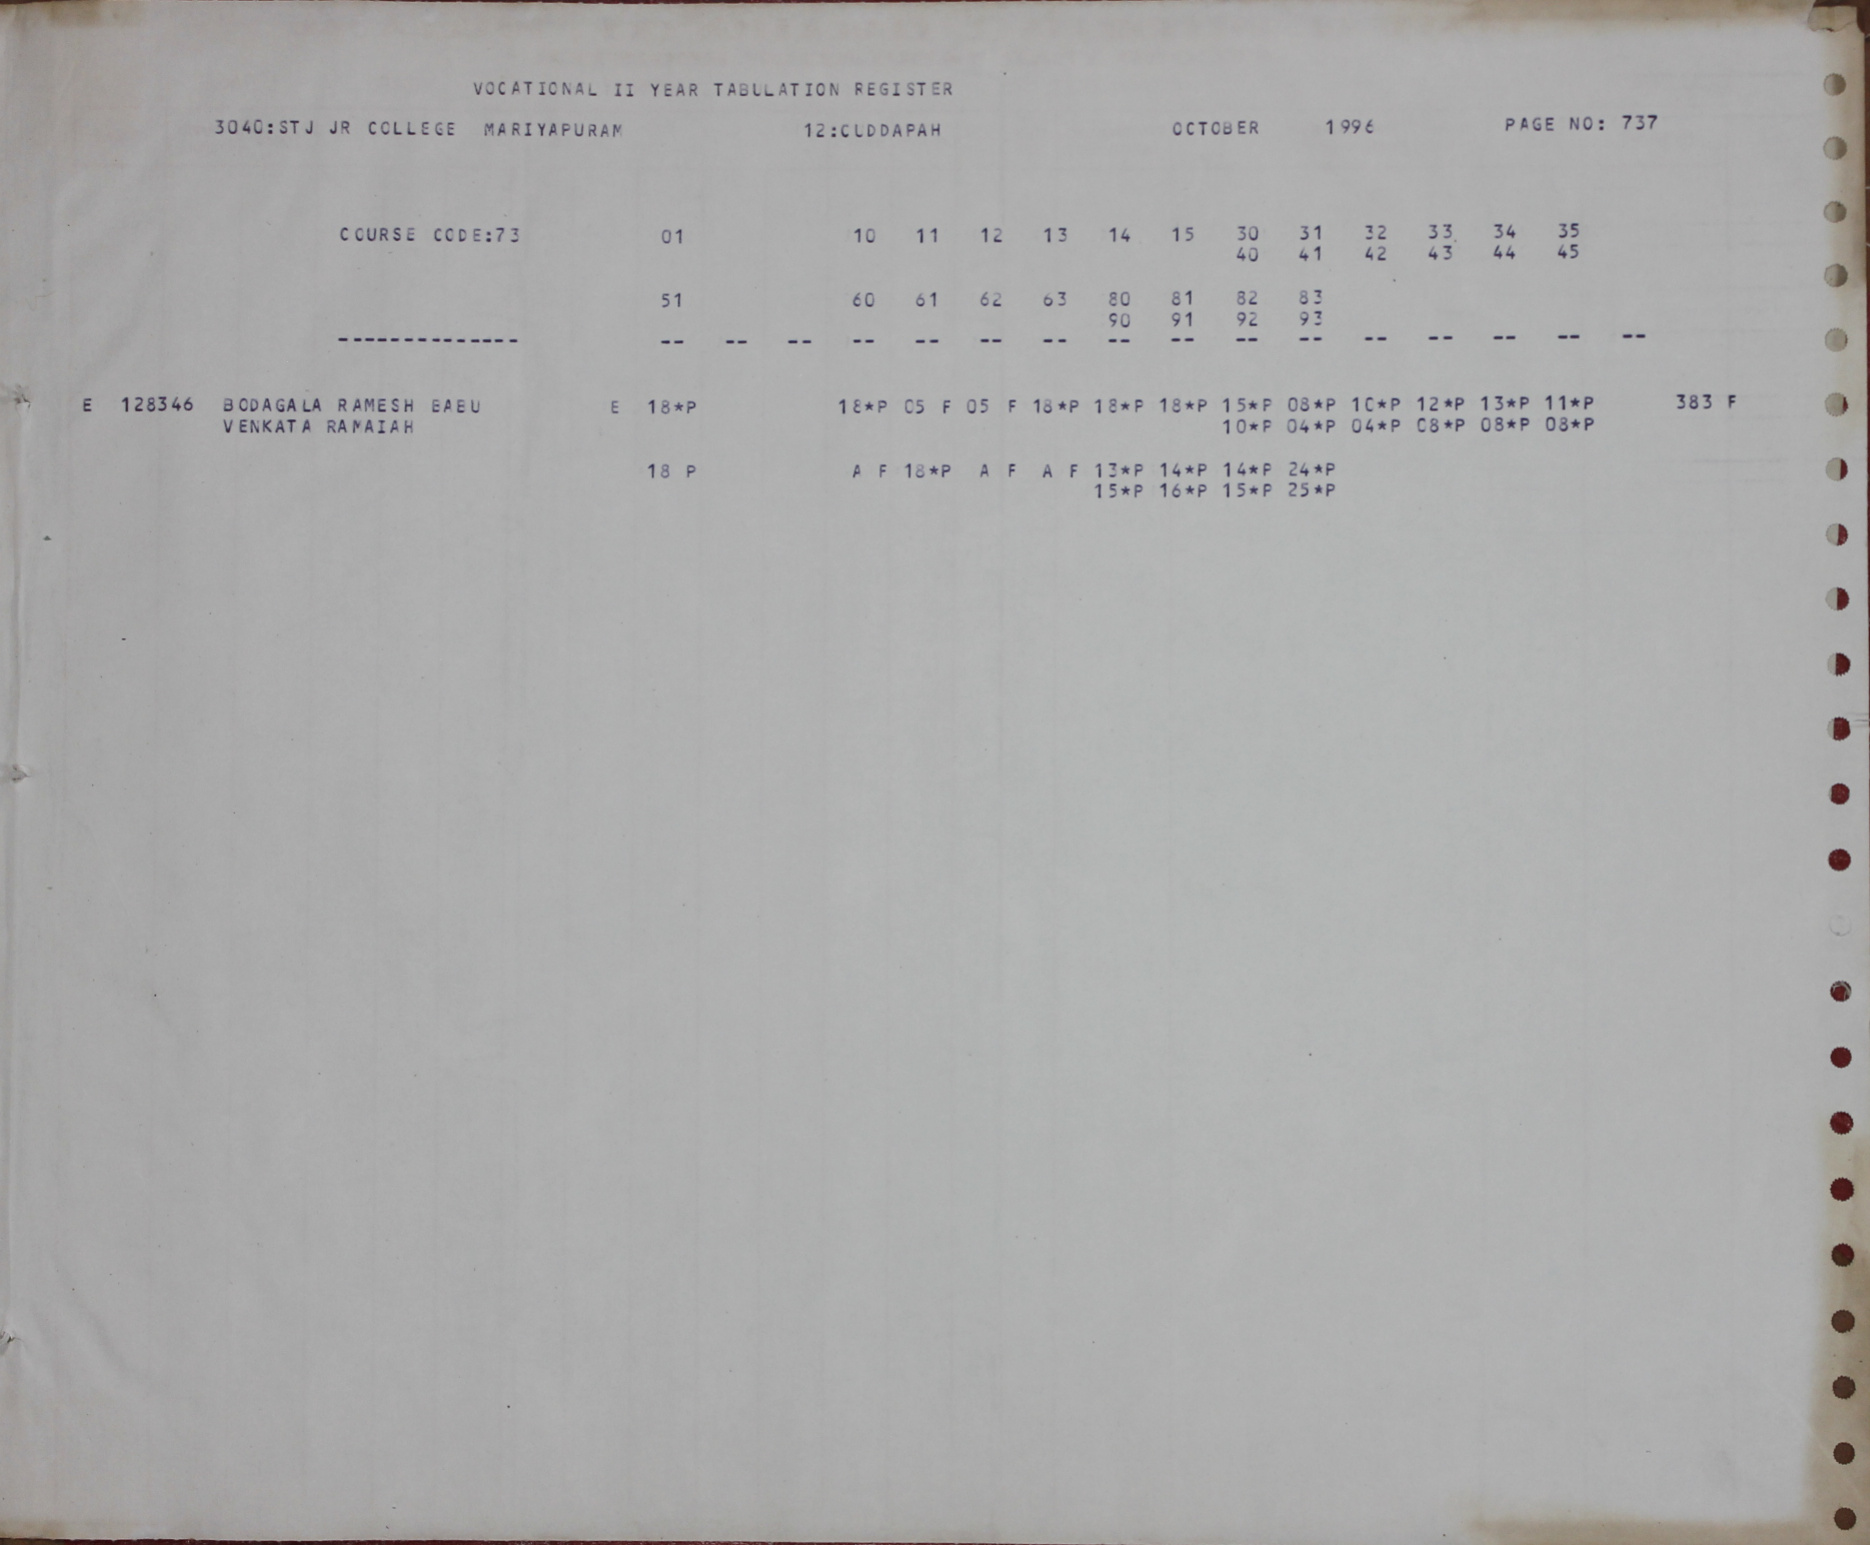 VOCATIONAL II YEAR TABULATION REGISTER
3040:STJ JR COLLEGE MARIYAPURAM 12:CUDDAPAH OCTOBER 1996 PAGE NO: 737
COURSE CODE:73 01 10 11 12 13 14 15 30 31 32 33 34 35
40 41 42 43 44 45
51 60 61 62 63 80 81 82 83
90 91 92 93
-------------- -- -- -- -- -- -- -- -- -- -- -- -- -- -- -- --
E 128346 BODAGALA RAMESH BABU E 18*P 18*P 05 F 05 F 18*P 18*P 18*P 15*P 08*P 10*P 12*P 13*P 11*P 383 F
VENKATA RAMAIAH 10*P 04*P 04*P 08*P 08*P 08*P
18 P A F 18*P A F A F 13*P 14*P 14*P 24*P
15*P 16*P 15*P 25*P